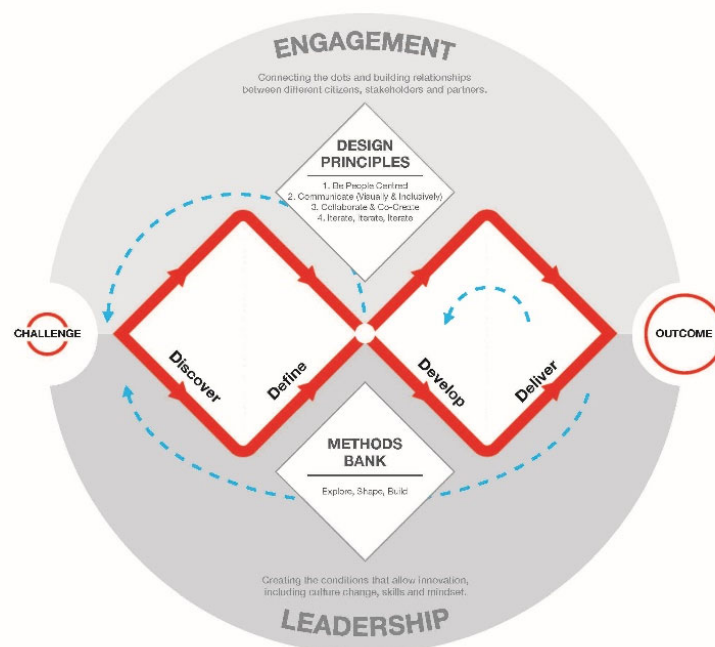 ENGAGEMENT
Connecting the dots and building relationships
between different citizens, stakeholders and partners.
DESIGN
PRINCIPLES
1. Be People Centred
2. Communicate (Visually & Inclusively)
3. Collaborate & Co-Create
4. Iterate, Iterate, Iterate
CHALLENGE
OUTCOME
Discover
Define
Develop
Deliver
METHODS
BANK
Explore, Shape, Build
Creating the conditions that allow innovation,
including culture change, skills and mindset.
LEADERSHIP